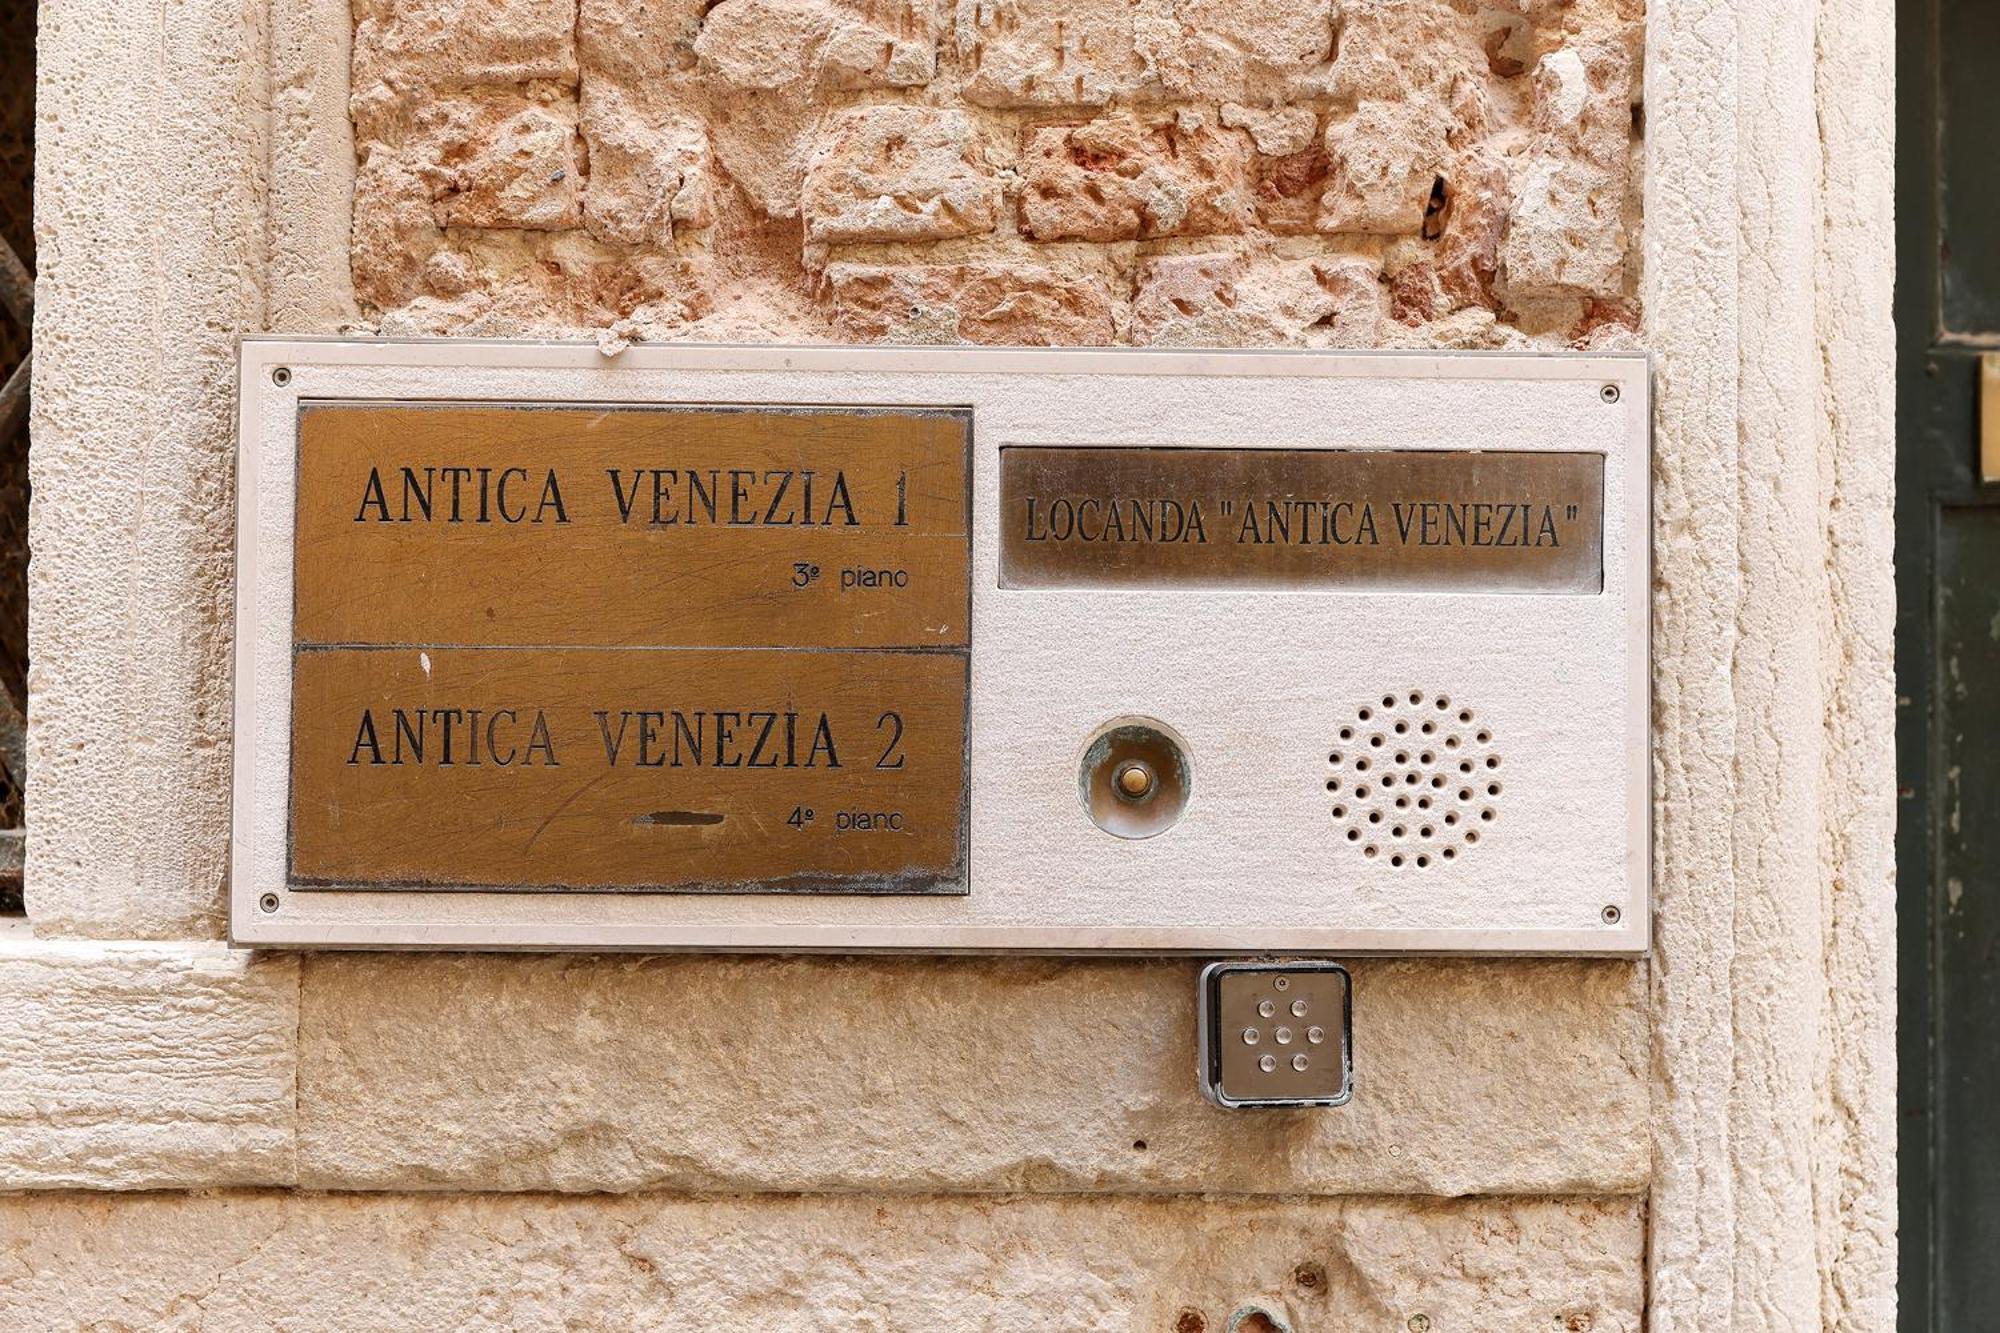 ANTICA VENEZIA 1
3º piano
ANTICA VENEZIA 2
4º piano
LOCANDA "ANTICA VENEZIA"